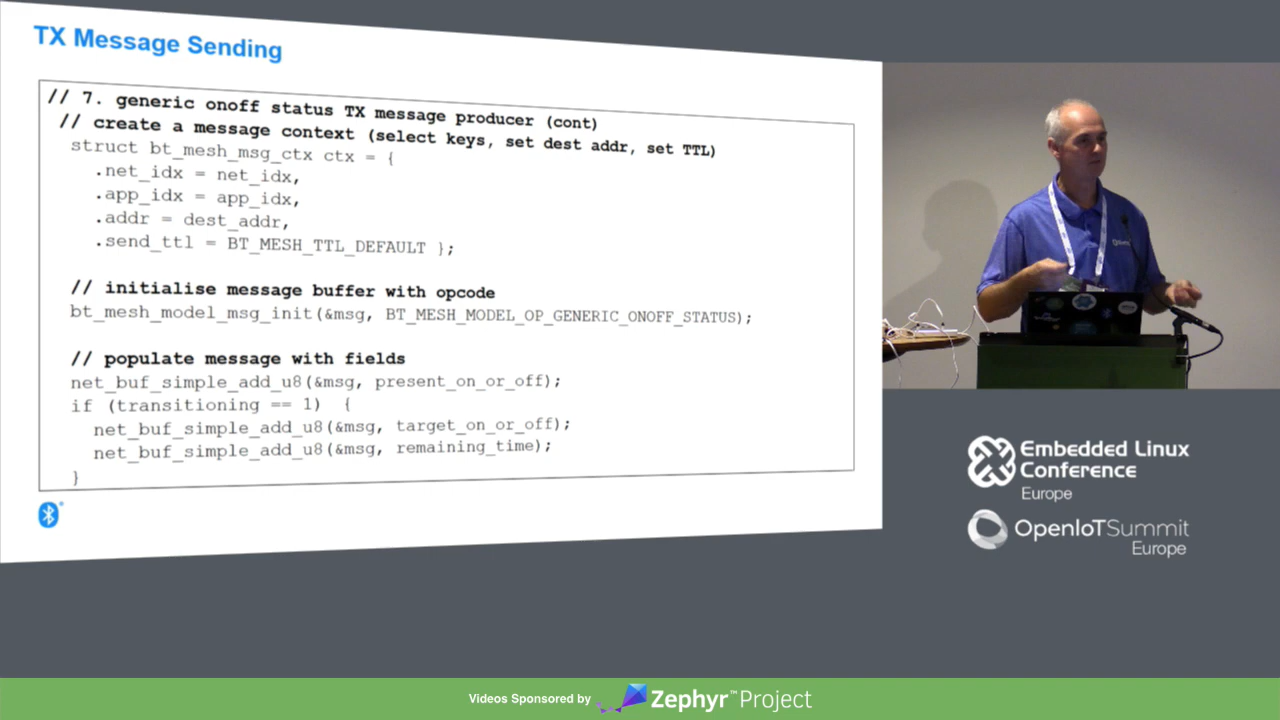 TX Message Sending
// 7. generic onoff status TX message producer (cont)
// create a message context (select keys, set dest addr, set TTL)
struct bt_mesh_msg_ctx ctx = {
.net_idx = net_idx,
.app_idx = app_idx,
.addr = dest_addr,
.send_ttl = BT_MESH_TTL_DEFAULT };
// initialise message buffer with opcode
bt_mesh_model_msg_init(&msg, BT_MESH_MODEL_OP_GENERIC_ONOFF_STATUS);
// populate message with fields
net_buf_simple_add_u8(&msg, present_on_or_off);
if (transitioning == 1) {
net_buf_simple_add_u8(&msg, target_on_or_off);
net_buf_simple_add_u8(&msg, remaining_time);
}
Embedded Linux
Conference
Europe
OpenIoTSummit
Europe
Videos Sponsored by Zephyr™Project